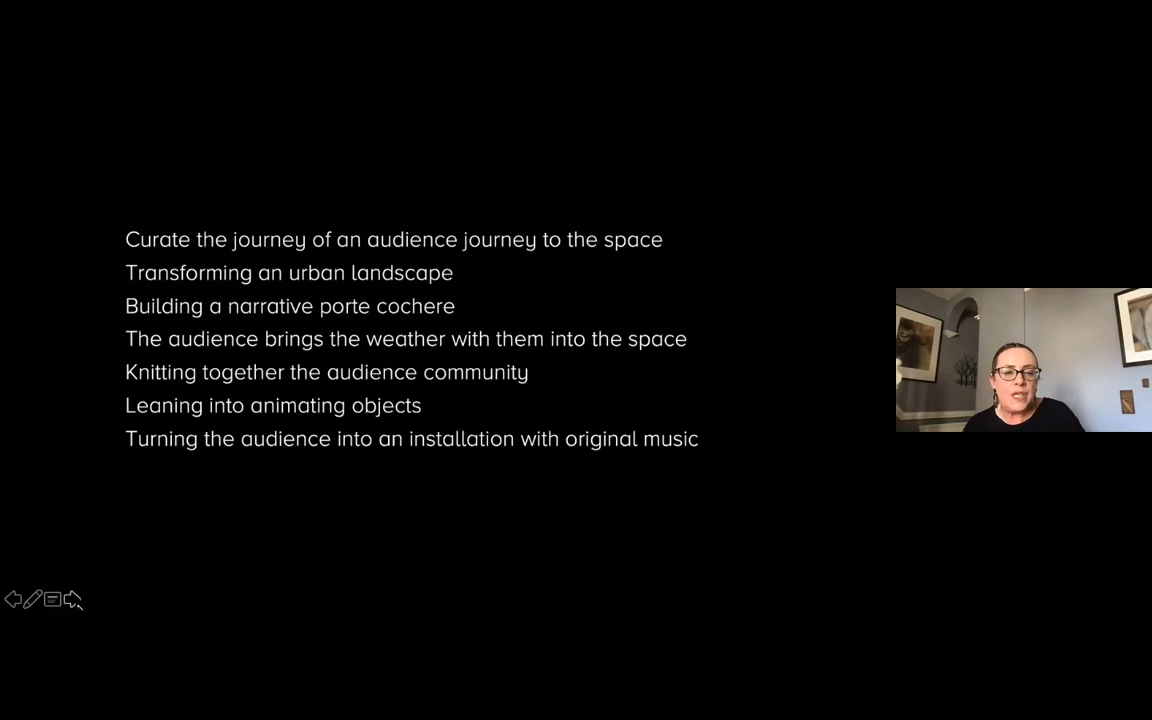 Curate the journey of an audience journey to the space
Transforming an urban landscape
Building a narrative porte cochere
The audience brings the weather with them into the space
Knitting together the audience community
Leaning into animating objects
Turning the audience into an installation with original music